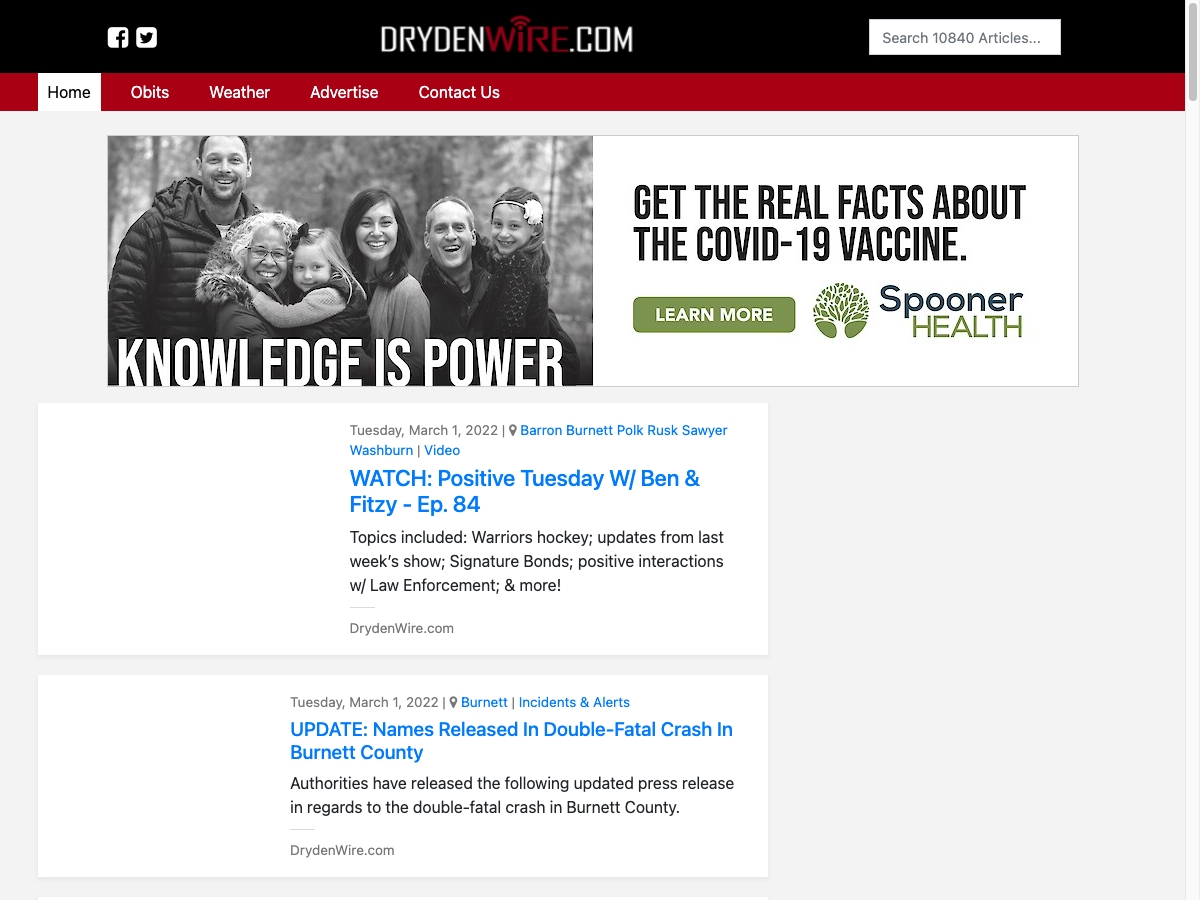 DRYDENWIRE.COM
Search 10840 Articles...
Home
Obits
Weather
Advertise
Contact Us
KNOWLEDGE IS POWER
GET THE REAL FACTS ABOUT
THE COVID-19 VACCINE.
LEARN MORE
Spooner
HEALTH
Tuesday, March 1, 2022 | Barron Burnett Polk Rusk Sawyer
Washburn | Video
WATCH: Positive Tuesday W/ Ben &
Fitzy - Ep. 84
Topics included: Warriors hockey; updates from last
week’s show; Signature Bonds; positive interactions
w/ Law Enforcement; & more!
DrydenWire.com
Tuesday, March 1, 2022 | Burnett | Incidents & Alerts
UPDATE: Names Released In Double-Fatal Crash In
Burnett County
Authorities have released the following updated press release
in regards to the double-fatal crash in Burnett County.
DrydenWire.com